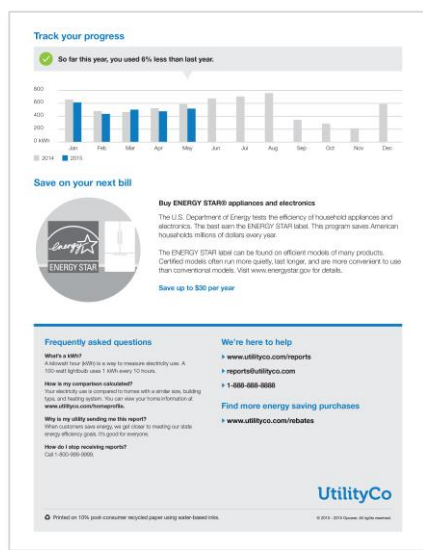 Track your progress
So far this year, you used 6% less than last year.
800
600
400
200
0 kWh
Jan Feb Mar Apr May Jun Jul Aug Sep Oct Nov Dec
2014 2015
Save on your next bill
energy
ENERGY STAR
Buy ENERGY STAR® appliances and electronics
The U.S. Department of Energy tests the efficiency of household appliances and
electronics. The best earn the ENERGY STAR label. This program saves American
households millions of dollars every year.
The ENERGY STAR label can be found on efficient models of many products.
Certified models often run more quietly, last longer, and are more convenient to use
than conventional models. Visit www.energystar.gov for details.
Save up to $30 per year
Frequently asked questions
What's a kWh?
A kilowatt hour (kWh) is a way to measure electricity use. A
100-watt lightbulb uses 1 kWh every 10 hours.
How is my comparison calculated?
Your electricity use is compared to homes with a similar size, building
type, and heating system. You can view your home information at
www.utilityco.com/homeprofile.
Why is my utility sending me this report?
When customers save energy, we get closer to meeting our state
energy efficiency goals. It's good for everyone.
How do I stop receiving reports?
Call 1-800-999-9999.
We're here to help
www.utilityco.com/reports
reports@utilityco.com
1-888-888-8888
Find more energy saving purchases
www.utilityco.com/rebates
UtilityCo
Printed on 10% post-consumer recycled paper using water-based inks.
© 2015 - 2015 Opower. All rights reserved.